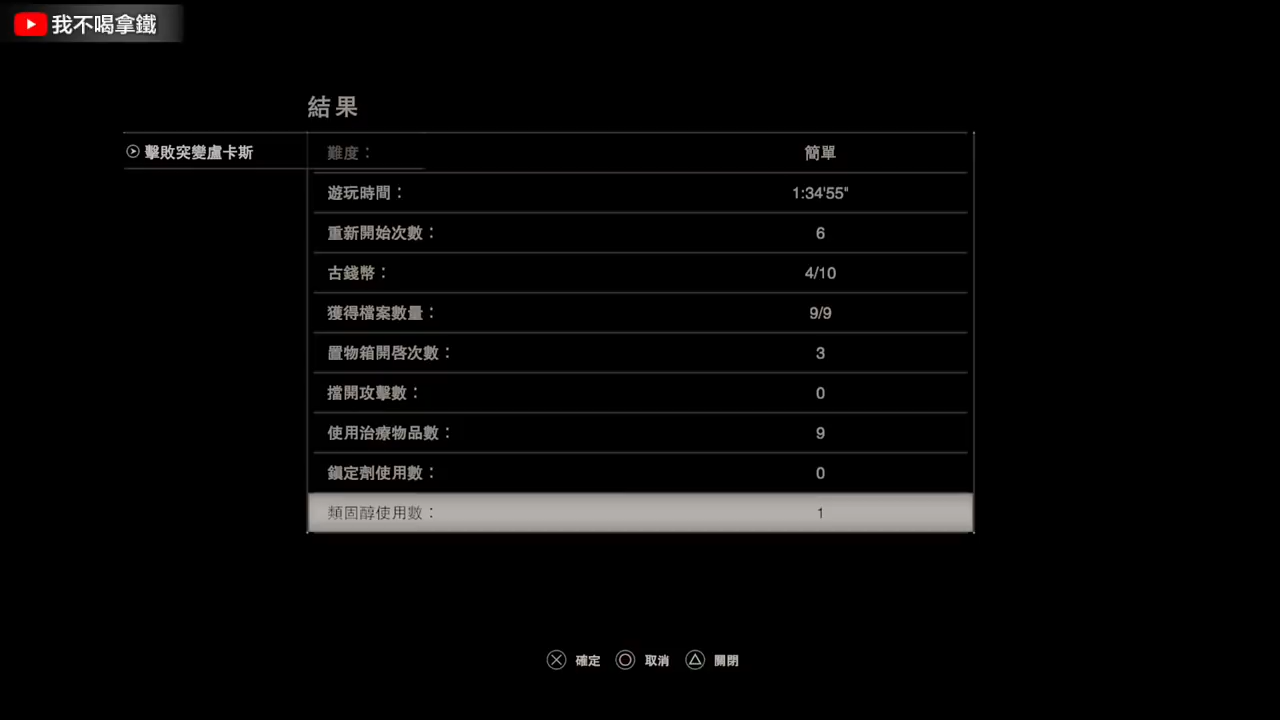 我不喝拿鐵
結果
擊敗突變盧卡斯
難度： 簡單
遊玩時間： 1:34'55"
重新開始次數： 6
古錢幣： 4/10
獲得檔案數量： 9/9
置物箱開啓次數： 3
擋開攻擊數： 0
使用治療物品數： 9
鎮定劑使用數： 0
類固醇使用數： 1
確定 取消 關閉